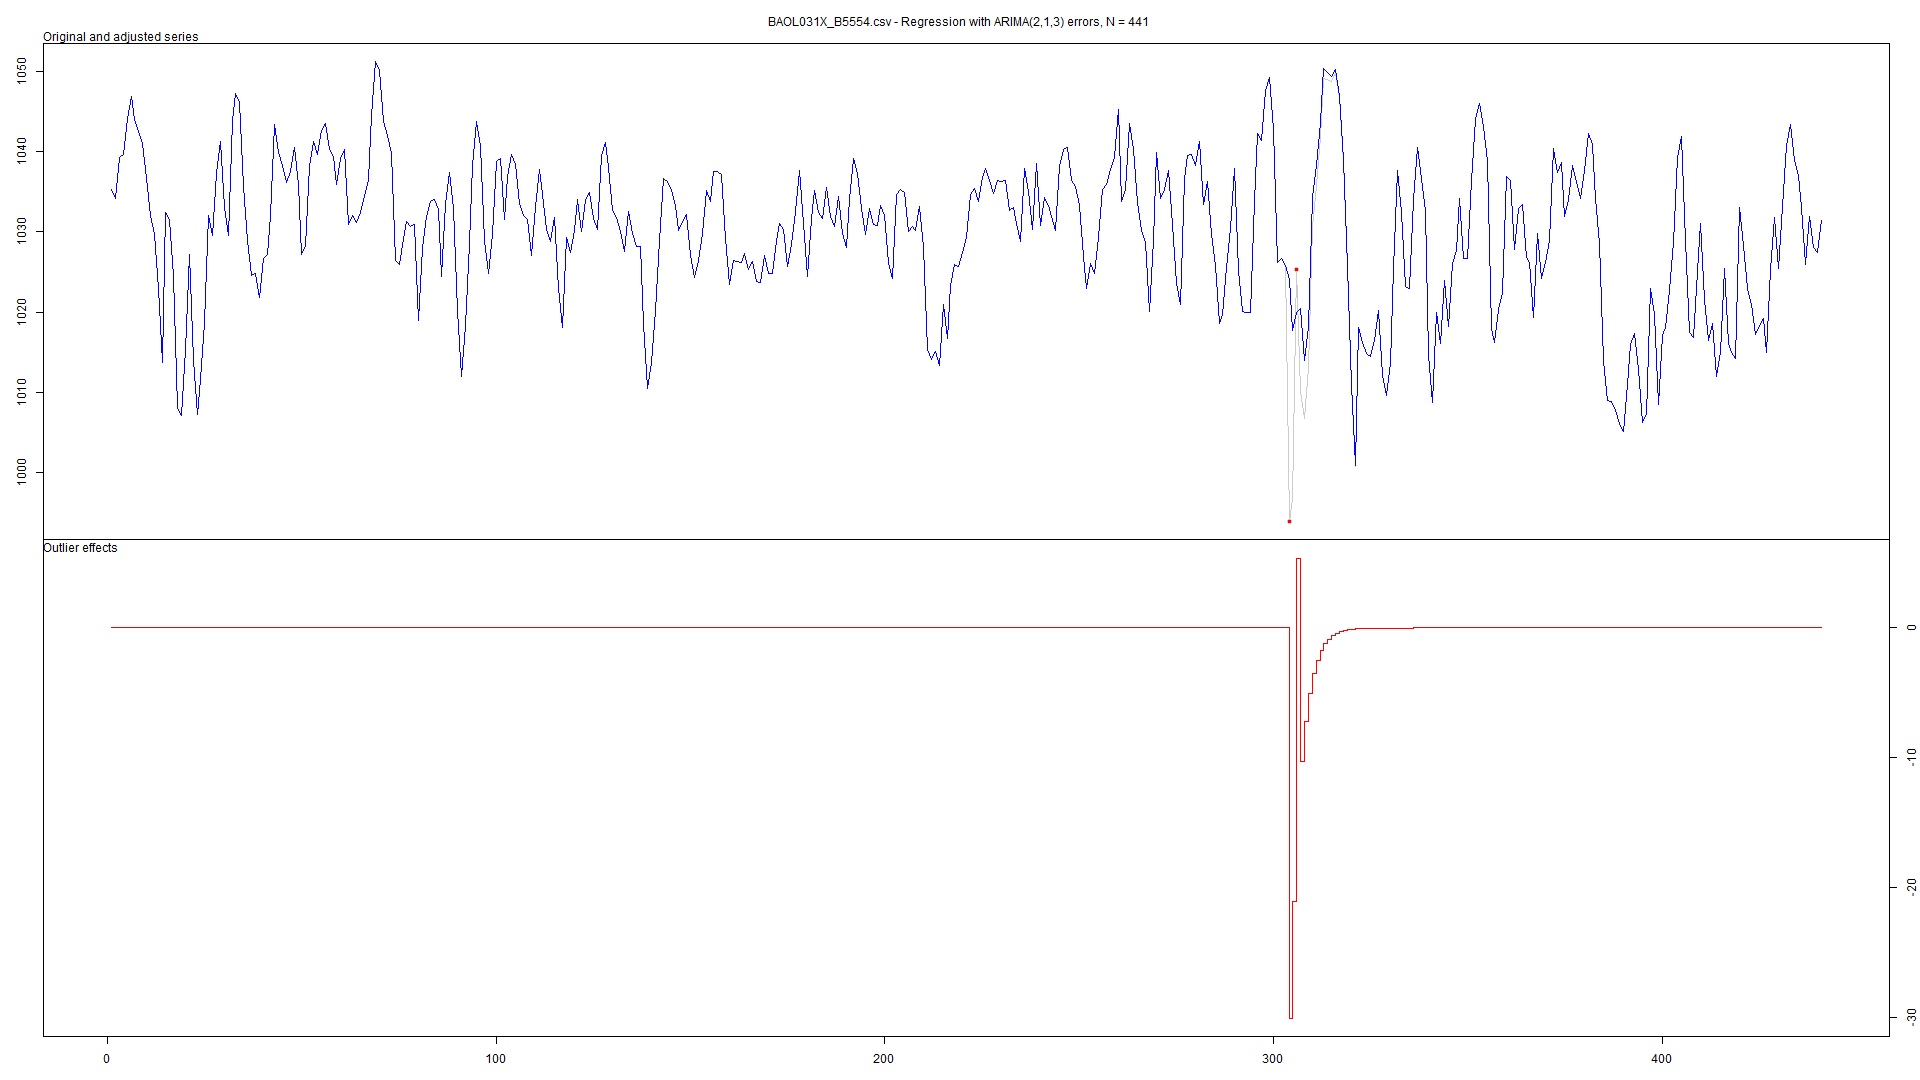 BAOL031X_B5554.csv - Regression with ARIMA(2,1,3) errors, N = 441
Original and adjusted series
1050
1040
1030
1020
1010
1000
Outlier effects
0
-10
-20
-30
0 100 200 300 400